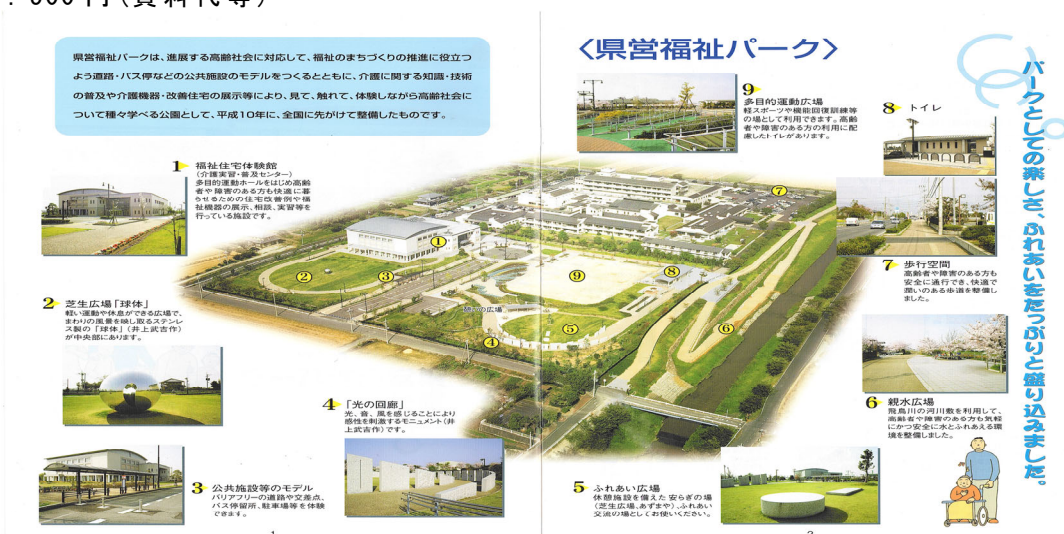 ：600円(資料代等)
県営福祉パークは、進展する高齢社会に対応して、福祉のまちづくりの推進に役立つ
よう道路・バス停などの公共施設のモデルをつくるとともに、介護に関する知識・技術
の普及や介護機器・改善住宅の展示等により、見て、触れて、体験しながら高齢社会に
ついて種々学べる公園として、平成10年に、全国に先がけて整備したものです。
1 福祉住宅体験館
(介護実習・普及センター)
多目的運動ホールをはじめ高齢
者や障害のある方も快適に暮
らせるための住宅改善例や福
祉機器の展示、相談、実習等を
行っている施設です。
2 芝生広場「球体」
軽い運動や休息ができる広場で、
まわりの風景を映し取るステンレ
ス製の「球体」(井上武吉作)
が中央部にあります。
3 公共施設等のモデル
バリアフリーの道路や交差点、
バス停留所、駐車場等を体験
できます。
4 「光の回廊」
光、音、風を感じることにより
感性を刺激するモニュメント(井
上武吉作)です。
〈県営福祉パーク〉
9
多目的運動広場
軽スポーツや機能回復訓練等
の場として利用できます。高齢
者や障害のある方の利用に配
慮したトイレがあります。
8 トイレ
7 歩行空間
高齢者や障害のある方も
安全に通行でき、快適で
潤いのある歩道を整備し
ました。
6 親水広場
飛鳥川の河川敷を利用して、
高齢者や障害のある方も気軽
にかつ安全に水とふれあえる環
境を整備しました。
5 ふれあい広場
休憩施設を備えた安らぎの場
(芝生広場、あずまや)、ふれあい
交流の場としてお使いください。
パークとしての楽しさ、ふれあいをたっぷりと盛り込みました。
①
②
③
④
⑤
⑥
⑦
⑧
⑨
憩いの広場